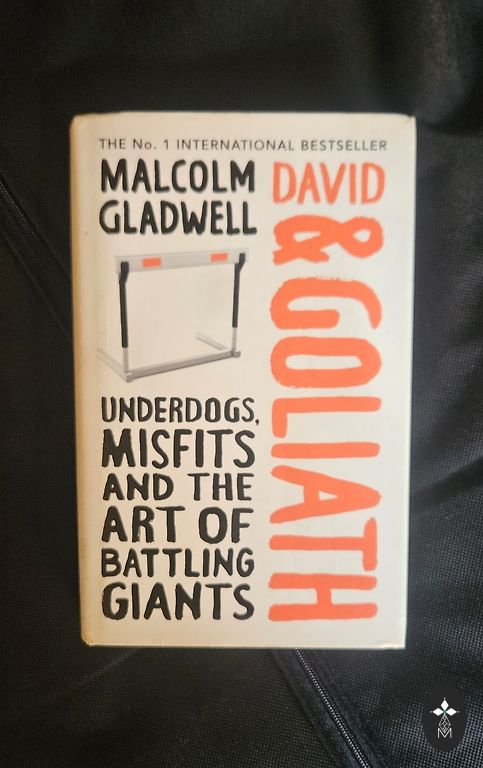 THE No. 1 INTERNATIONAL BESTSELLER
MALCOLM
GLADWELL
DAVID
& GOLIATH
UNDERDOGS,
MISFITS
AND THE
ART OF
BATTLING
GIANTS
M